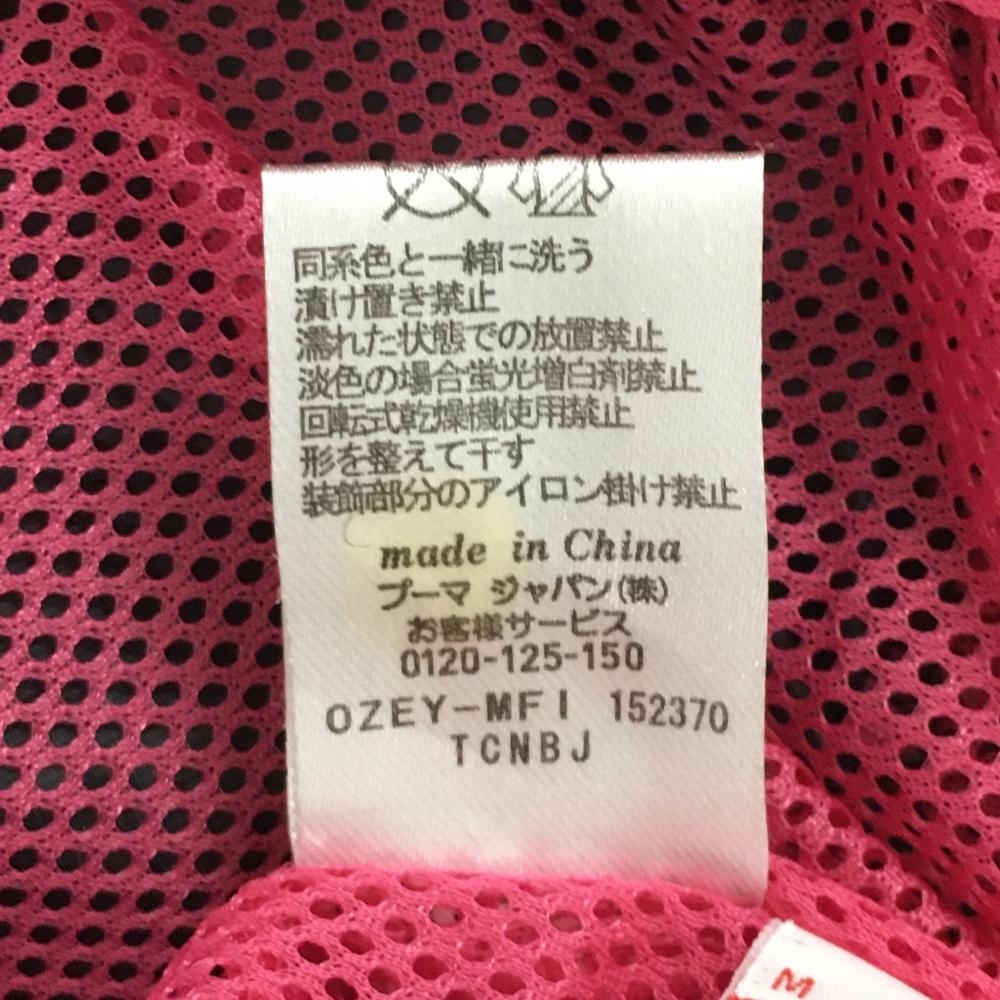 同系色と一緒に洗う
漬け置き禁止
濡れた状態での放置禁止
淡色の場合蛍光増白剤禁止
回転式乾燥機使用禁止
形を整えて干す
装飾部分のアイロン掛け禁止
made in China
プーマ ジャパン(株)
お客様サービス
0120-125-150
OZEY-MFI 152370
TCNBJ
M